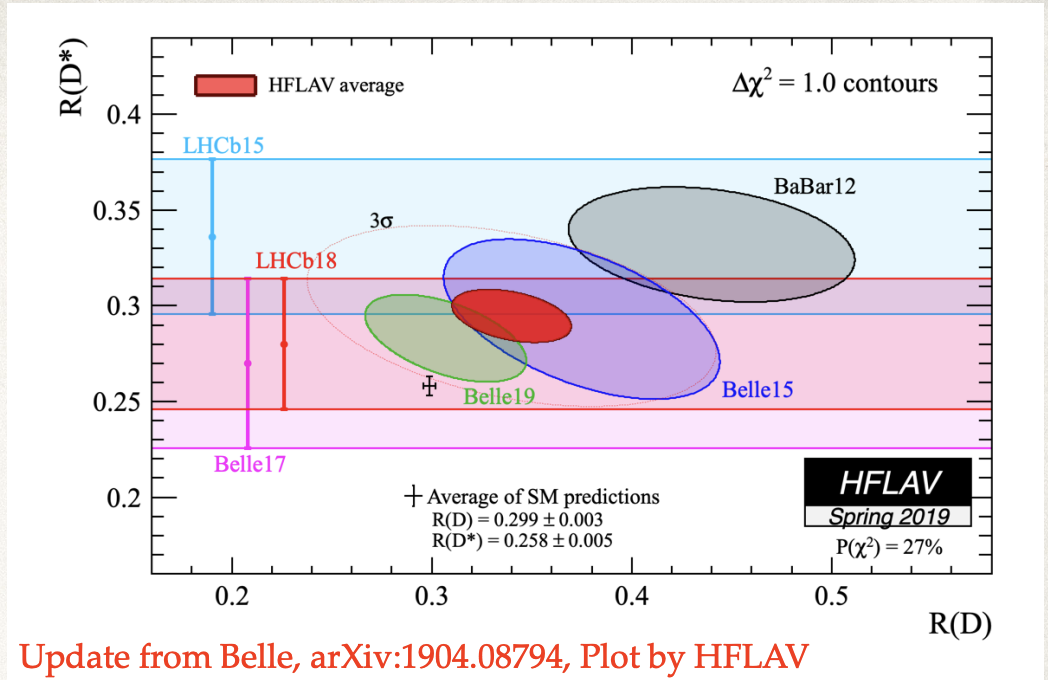 R(D*)
HFLAV average
Δχ² = 1.0 contours
0.4
LHCb15
BaBar12
0.35
3σ
LHCb18
0.3
Belle19
Belle15
0.25
Belle17
HFLAV
Spring 2019
P(χ²) = 27%
0.2
Average of SM predictions
R(D) = 0.299 ± 0.003
R(D*) = 0.258 ± 0.005
0.2 0.3 0.4 0.5
R(D)
Update from Belle, arXiv:1904.08794, Plot by HFLAV